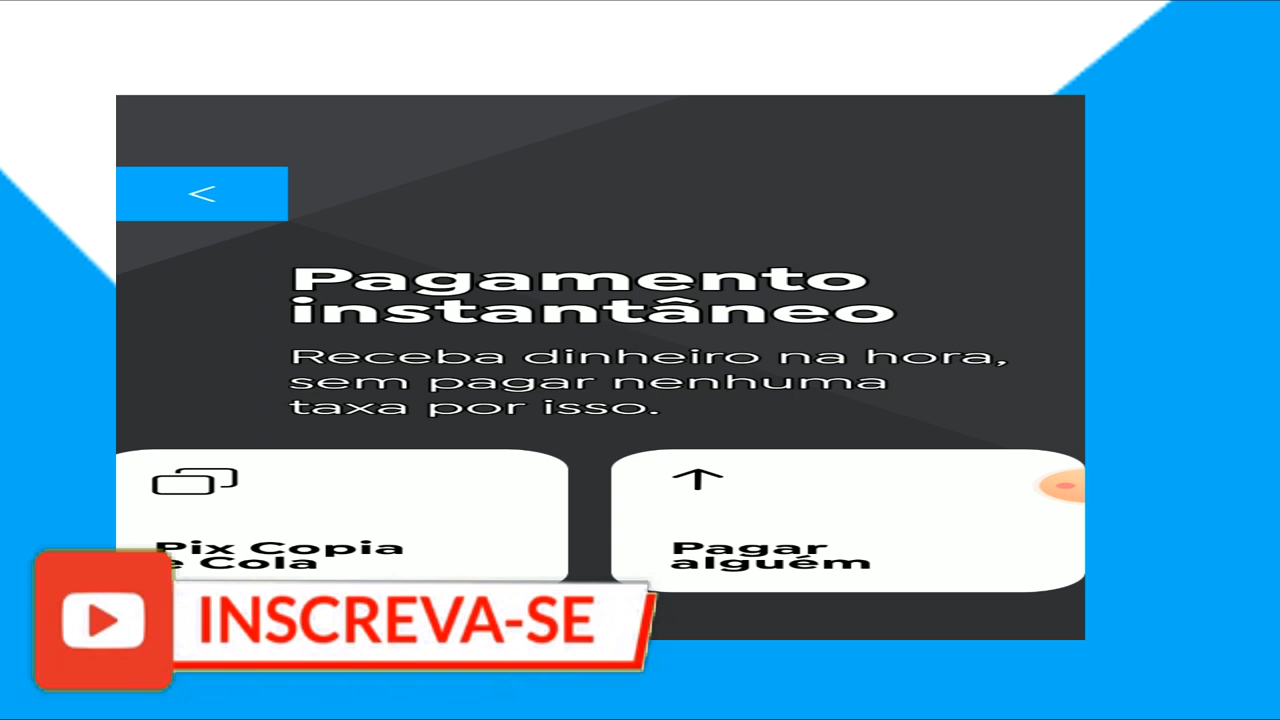 <
Pagamento
instantâneo
Receba dinheiro na hora,
sem pagar nenhuma
taxa por isso.
Pix Copia
e Cola
Pagar
alguém
INSCREVA-SE